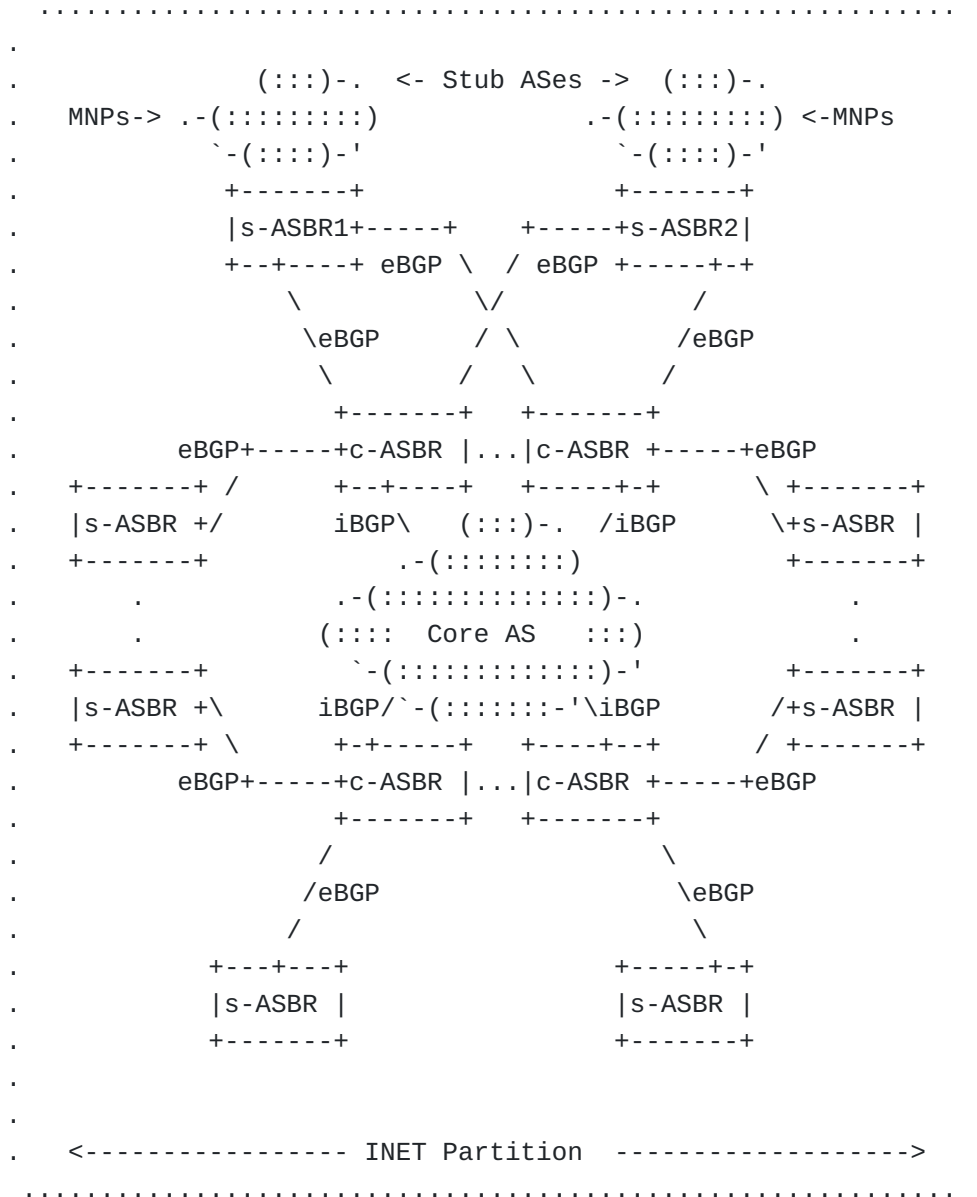 ............................................................
.
.                (:::)-.  <- Stub ASes ->  (:::)-.
.   MNPs-> .-(:::::::::)              .-(:::::::::) <-MNPs
.             `-(::::)-'                 `-(::::)-'
.              +-------+                +-------+
.              |s-ASBR1+-----+    +-----+s-ASBR2|
.              +--+----+ eBGP \  / eBGP +-----+-+
.                  \           \/            /
.                   \eBGP      / \          /eBGP
.                    \        /   \        /
.                     +-------+   +-------+
.          eBGP+-----+c-ASBR |...|c-ASBR +-----+eBGP
.   +-------+ /      +--+----+   +-----+-+      \ +-------+
.   |s-ASBR +/       iBGP\   (:::)-.  /iBGP      \+s-ASBR |
.   +-------+            .-(::::::::)             +-------+
.       .            .-(::::::::::::::)-.             .
.       .           (::::  Core AS   :::)             .
.   +-------+         `-(:::::::::::::)-'         +-------+
.   |s-ASBR +\      iBGP/`-(:::::::-'\iBGP       /+s-ASBR |
.   +-------+ \      +-+-----+   +----+--+      / +-------+
.          eBGP+-----+c-ASBR |...|c-ASBR +-----+eBGP
.                     +-------+   +-------+
.                    /                     \
.                   /eBGP                   \eBGP
.                  /                         \
.             +---+---+                 +-----+-+
.             |s-ASBR |                 |s-ASBR |
.             +-------+                 +-------+
.
.
.   <----------------- INET Partition  ------------------->
 ............................................................